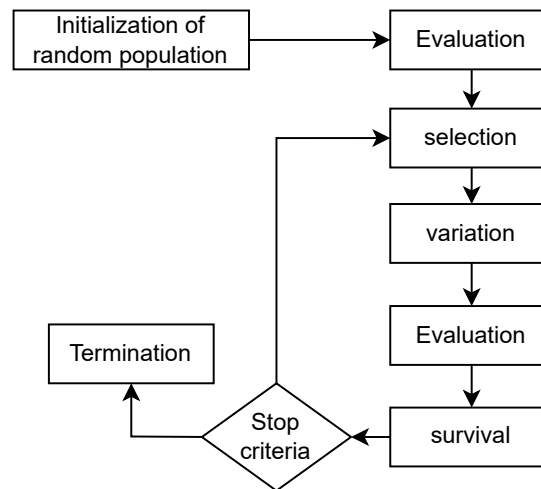 Initialization of
random population
Evaluation
selection
variation
Evaluation
Termination
Stop
criteria
survival